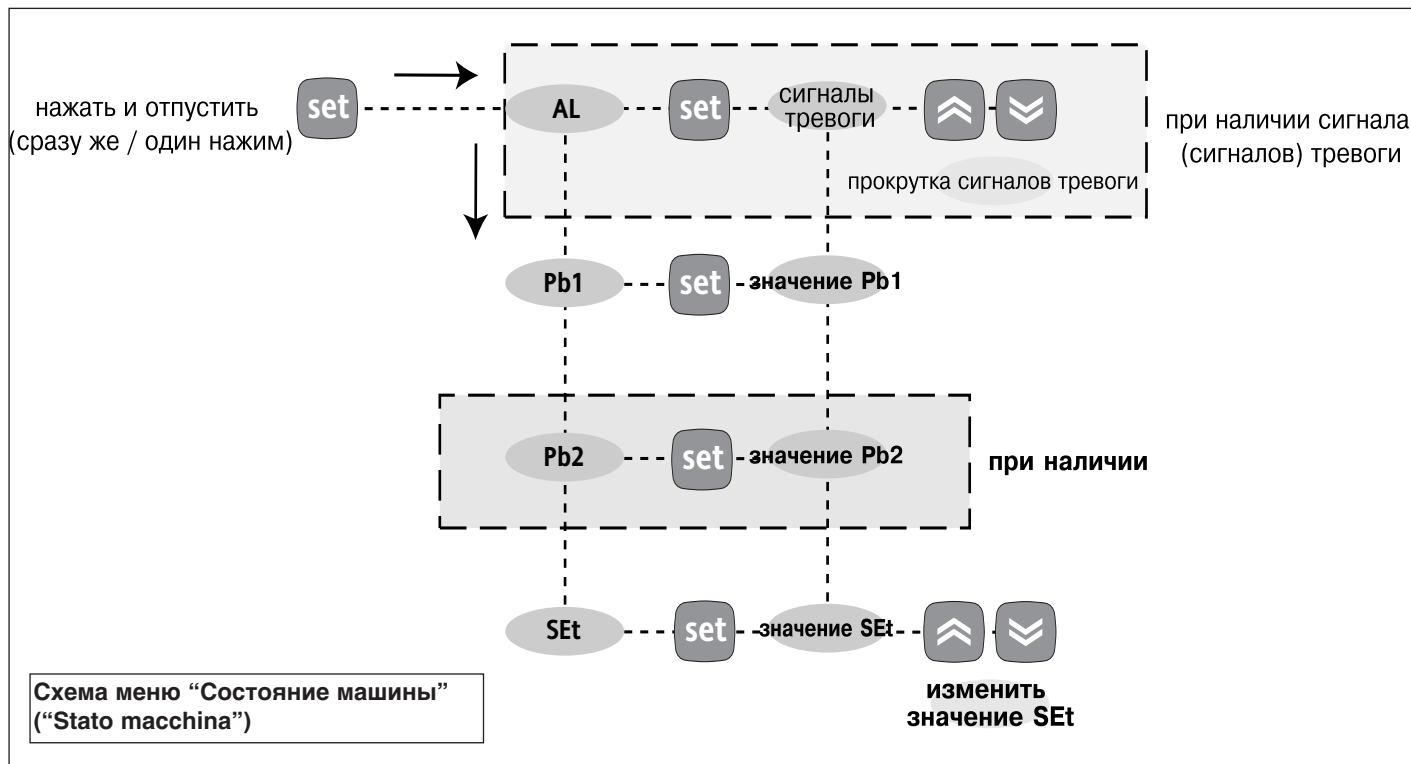 нажать и отпустить
(сразу же / один нажим)
set
AL
set
сигналы
тревоги
прокрутка сигналов тревоги
при наличии сигнала
(сигналов) тревоги
Pb1
set
значение Pb1
Pb2
set
значение Pb2
при наличии
SEt
set
значение SEt
изменить
значение SEt
Схема меню “Состояние машины”
(“Stato macchina”)